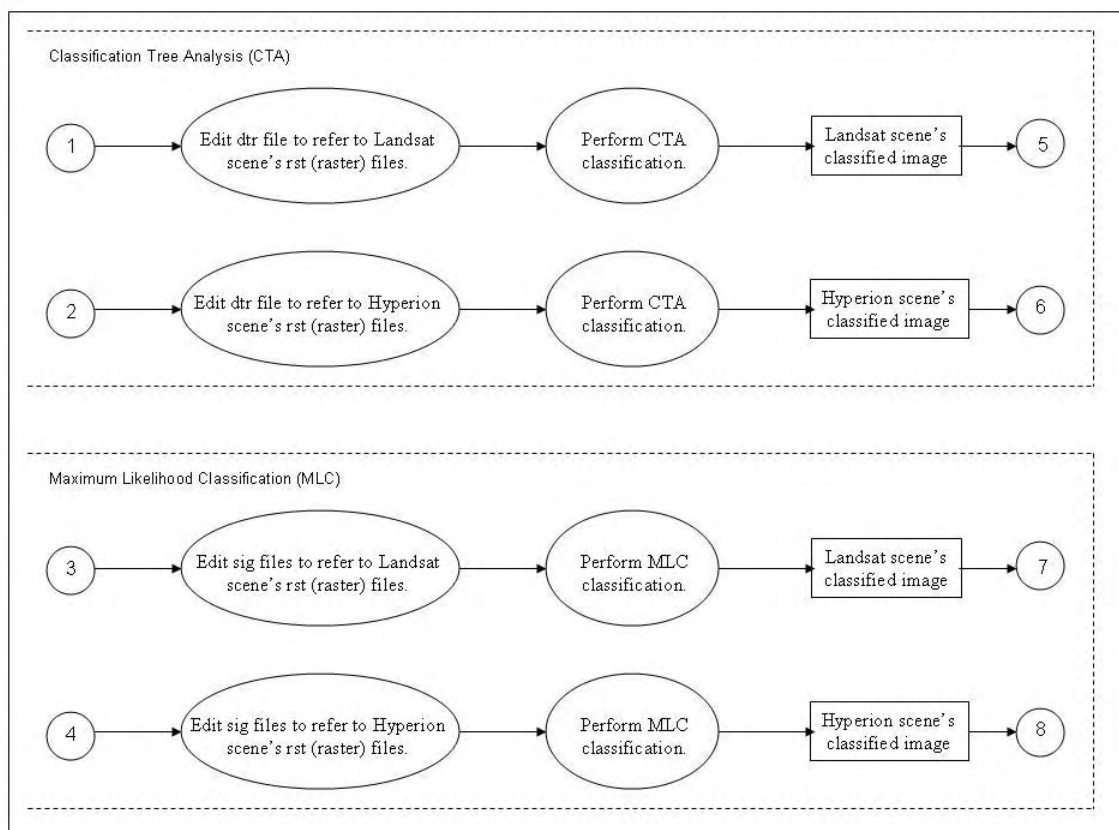 Classification Tree Analysis (CTA)
1
Edit dtr file to refer to Landsat
scene's rst (raster) files.
Perform CTA
classification.
Landsat scene's
classified image
5
2
Edit dtr file to refer to Hyperion
scene's rst (raster) files.
Perform CTA
classification.
Hyperion scene's
classified image
6
Maximum Likelihood Classification (MLC)
3
Edit sig files to refer to Landsat
scene's rst (raster) files.
Perform MLC
classification.
Landsat scene's
classified image
7
4
Edit sig files to refer to Hyperion
scene's rst (raster) files.
Perform MLC
classification.
Hyperion scene's
classified image
8